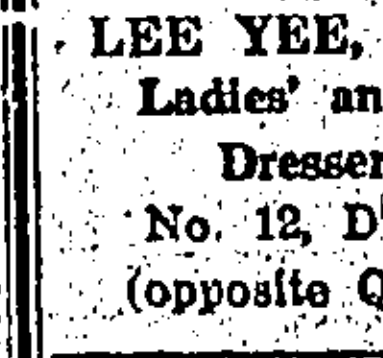 LEE YEE,
Ladies' an
Dresser
No. 12, D
(opposite Q